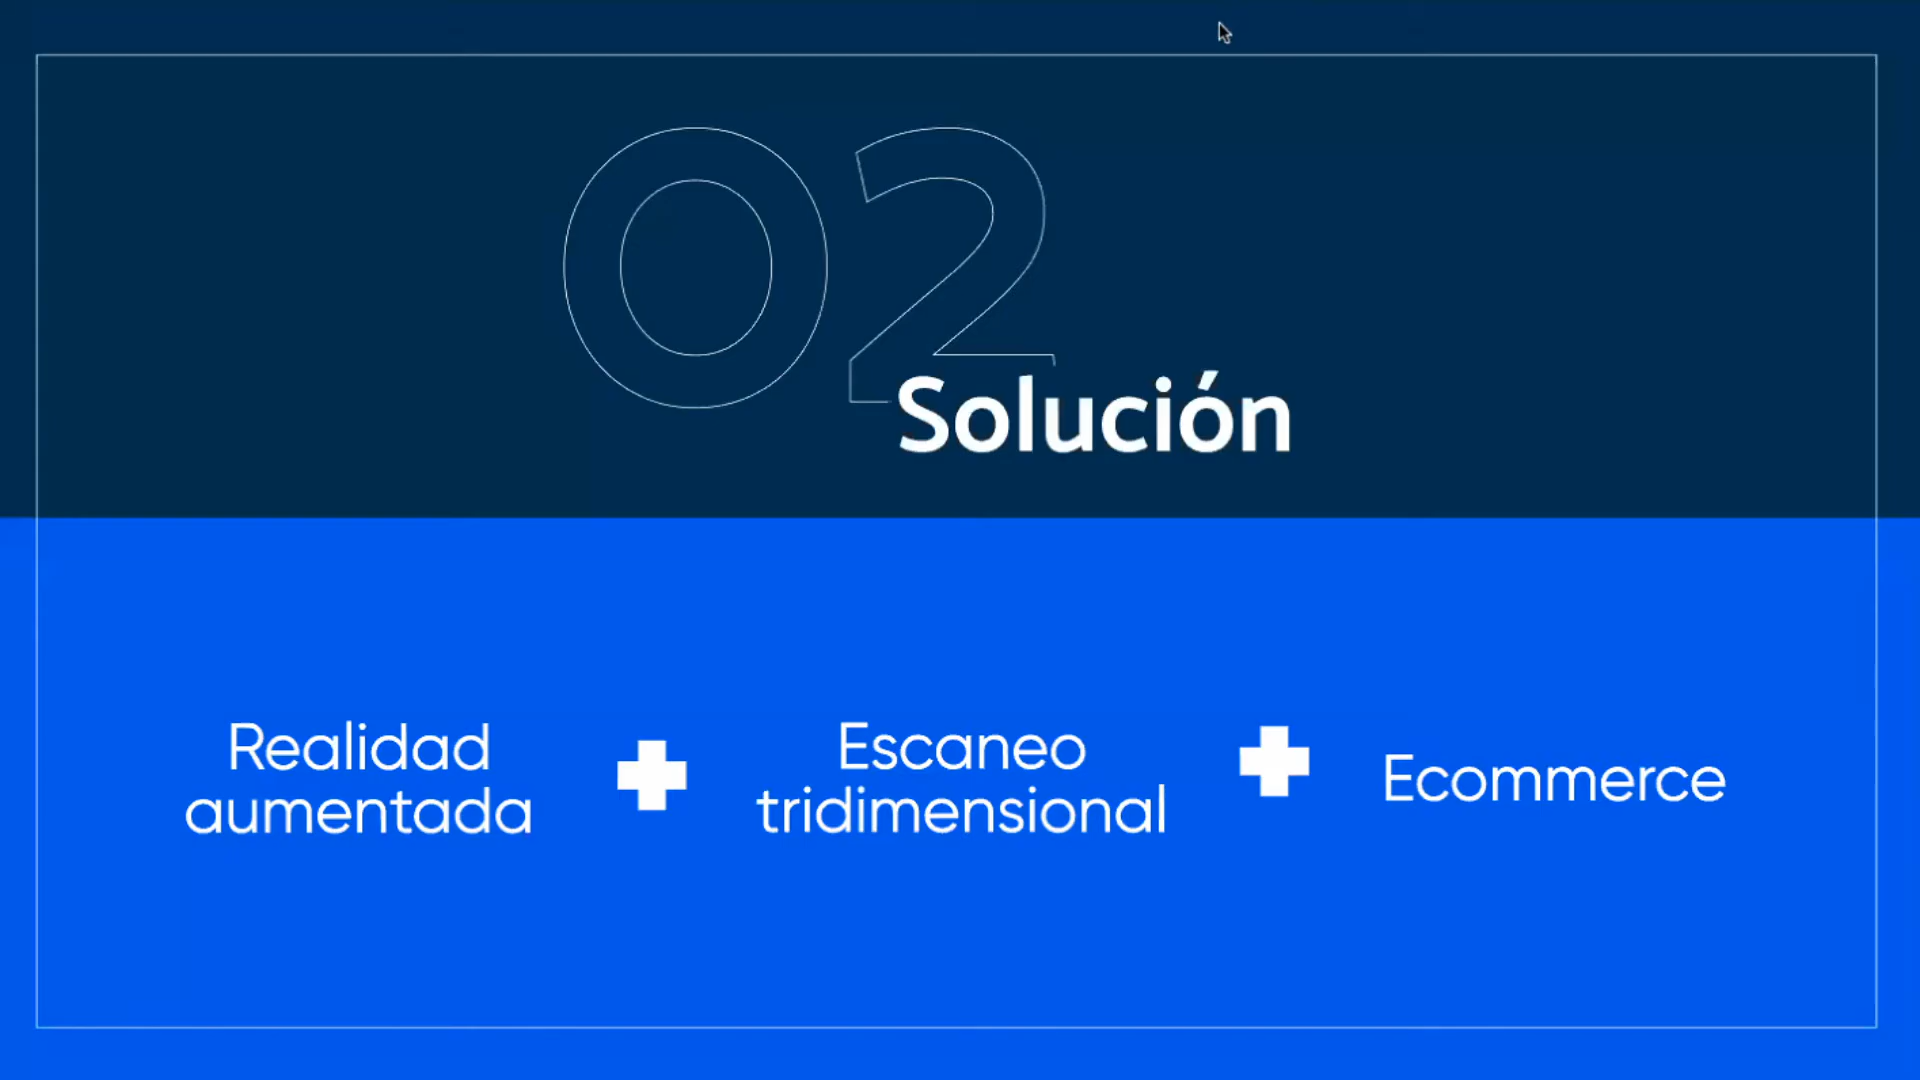 02
Solución
Realidad
aumentada
Escaneo
tridimensional
Ecommerce